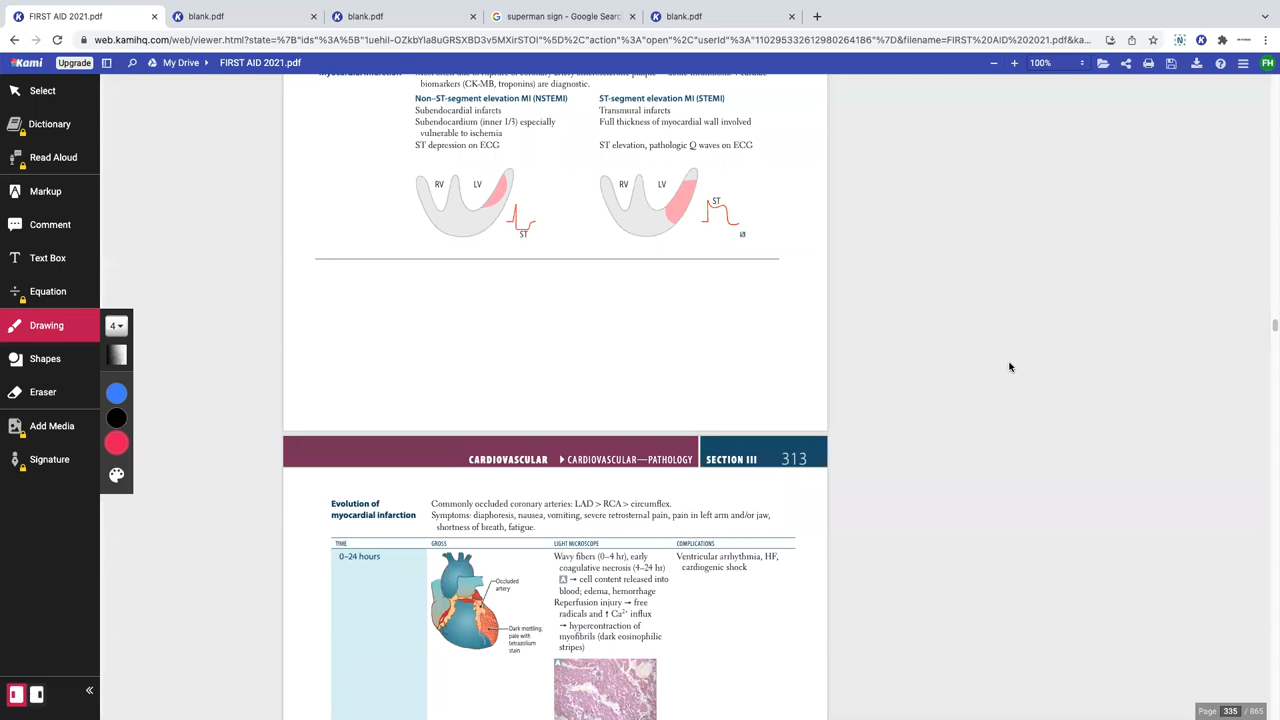 FIRST AID 2021.pdf
blank.pdf
blank.pdf
superman sign - Google Sear
blank.pdf
web.kamihq.com/web/viewer.html?state=%7B"ids"%3A%5B"1uehiI-OZkbYla8uGRSXBD3v5MXirSTOI"%5D%2C"action"%3A"open"%2C"userId"%3A"110295332612980264186"%7D&filename=FIRST%20AID%202021.pdf&ka...
Kami Upgrade My Drive FIRST AID 2021.pdf 100% FH
Select
Dictionary
Read Aloud
Markup
Comment
Text Box
Equation
Drawing
Shapes
Eraser
Add Media
Signature
4
biomarkers (CK-MB, troponins) are diagnostic.
Non–ST-segment elevation MI (NSTEMI)
Subendocardial infarcts
Subendocardium (inner 1/3) especially
vulnerable to ischemia
ST depression on ECG
RV LV
ST
ST-segment elevation MI (STEMI)
Transmural infarcts
Full thickness of myocardial wall involved
ST elevation, pathologic Q waves on ECG
RV LV
ST
CARDIOVASCULAR CARDIOVASCULAR—PATHOLOGY SECTION III 313
Evolution of
myocardial infarction
Commonly occluded coronary arteries: LAD > RCA > circumflex.
Symptoms: diaphoresis, nausea, vomiting, severe retrosternal pain, pain in left arm and/or jaw,
shortness of breath, fatigue.
TIME GROSS LIGHT MICROSCOPE COMPLICATIONS
0–24 hours
Occluded
artery
Dark mottling;
pale with
tetrazolium
stain
Wavy fibers (0–4 hr), early
coagulative necrosis (4–24 hr)
A → cell content released into
blood; edema, hemorrhage
Reperfusion injury → free
radicals and ↑ Ca2+ influx
→ hypercontraction of
myofibrils (dark eosinophilic
stripes)
A
Ventricular arrhythmia, HF,
cardiogenic shock
Page 335 / 865